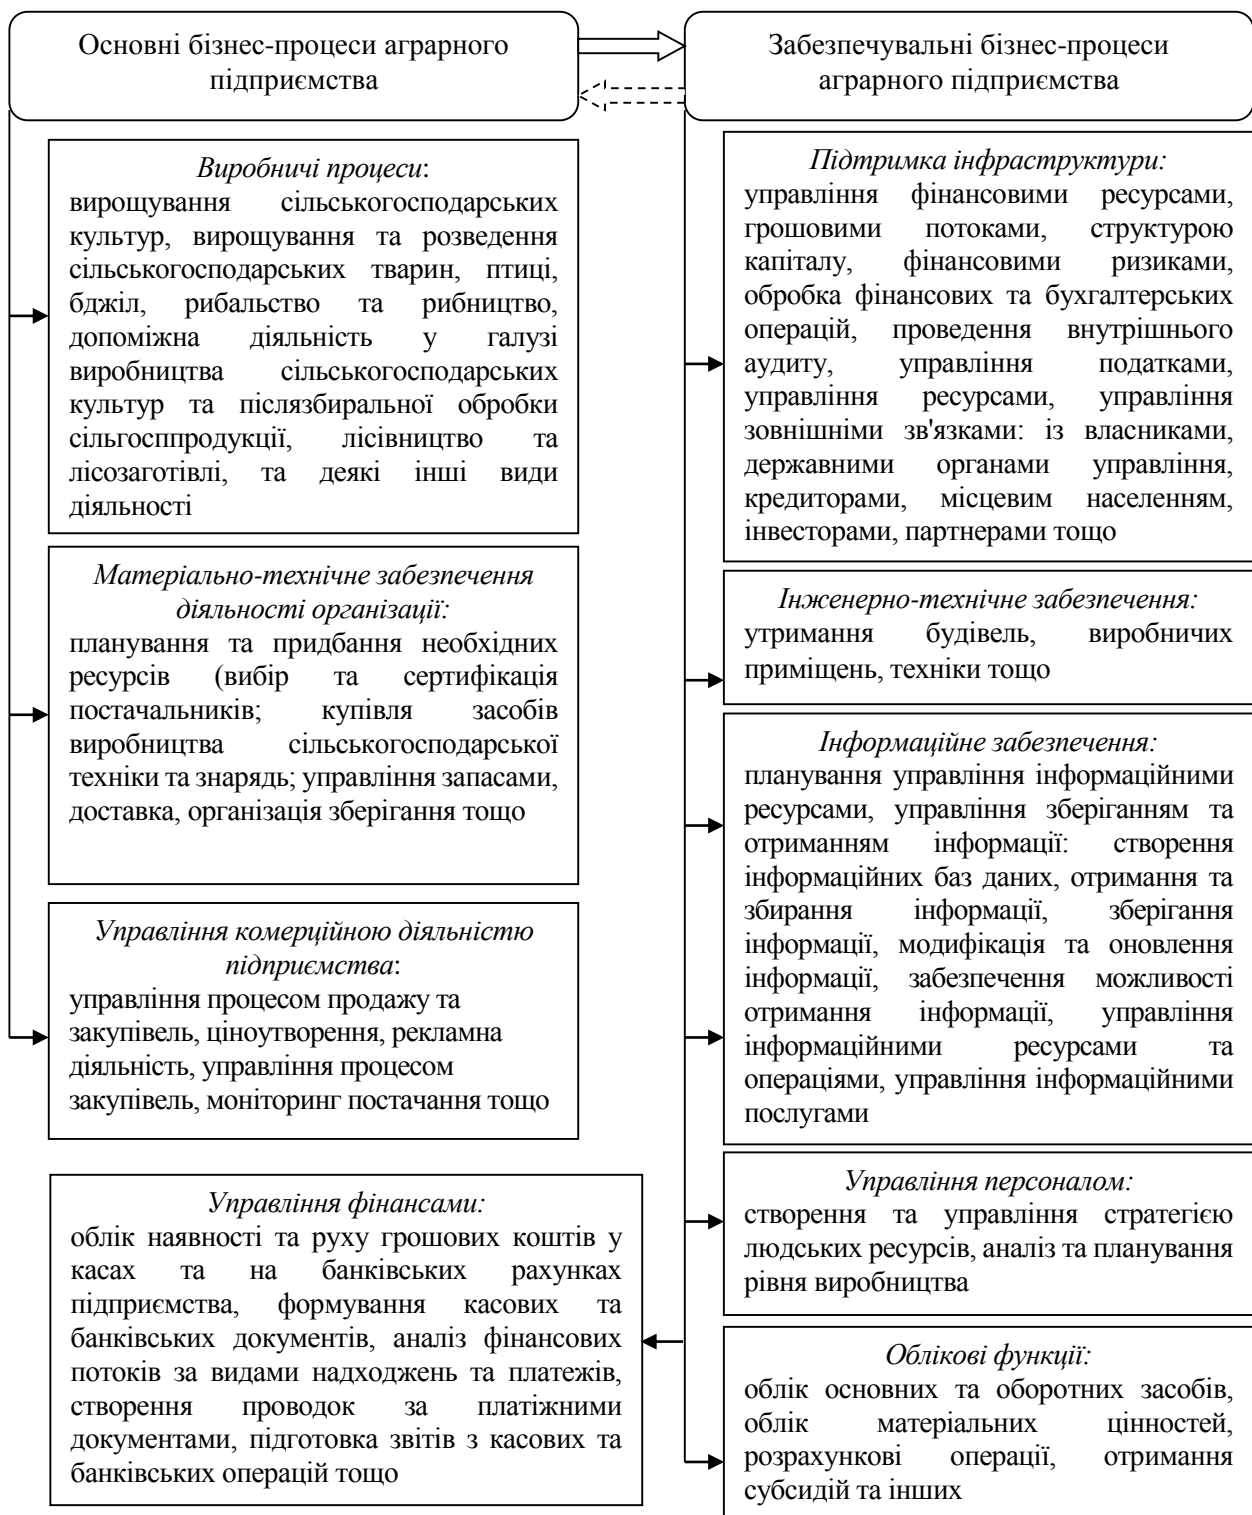 Основні бізнес-процеси аграрного
підприємства
Забезпечувальні бізнес-процеси
аграрного підприємства
Виробничі процеси:
вирощування сільськогосподарських
культур, вирощування та розведення
сільськогосподарських тварин, птиці,
бджіл, рибальство та рибництво,
допоміжна діяльність у галузі
виробництва сільськогосподарських
культур та післязбиральної обробки
сільгосппродукції, лісівництво та
лісозаготівлі, та деякі інші види
діяльності
Матеріально-технічне забезпечення
діяльності організації:
планування та придбання необхідних
ресурсів (вибір та сертифікація
постачальників; купівля засобів
виробництва сільськогосподарської
техніки та знарядь; управління запасами,
доставка, організація зберігання тощо
Управління комерційною діяльністю
підприємства:
управління процесом продажу та
закупівель, ціноутворення, рекламна
діяльність, управління процесом
закупівель, моніторинг постачання тощо
Управління фінансами:
облік наявності та руху грошових коштів у
касах та на банківських рахунках
підприємства, формування касових та
банківських документів, аналіз фінансових
потоків за видами надходжень та платежів,
створення проводок за платіжними
документами, підготовка звітів з касових та
банківських операцій тощо
Підтримка інфраструктури:
управління фінансовими ресурсами,
грошовими потоками, структурою
капіталу, фінансовими ризиками,
обробка фінансових та бухгалтерських
операцій, проведення внутрішнього
аудиту, управління податками,
управління ресурсами, управління
зовнішніми зв'язками: із власниками,
державними органами управління,
кредиторами, місцевим населенням,
інвесторами, партнерами тощо
Інженерно-технічне забезпечення:
утримання будівель, виробничих
приміщень, техніки тощо
Інформаційне забезпечення:
планування управління інформаційними
ресурсами, управління зберіганням та
отриманням інформації: створення
інформаційних баз даних, отримання та
збирання інформації, зберігання
інформації, модифікація та оновлення
інформації, забезпечення можливості
отримання інформації, управління
інформаційними ресурсами та
операціями, управління інформаційними
послугами
Управління персоналом:
створення та управління стратегією
людських ресурсів, аналіз та планування
рівня виробництва
Облікові функції:
облік основних та оборотних засобів,
облік матеріальних цінностей,
розрахункові операції, отримання
субсидій та інших